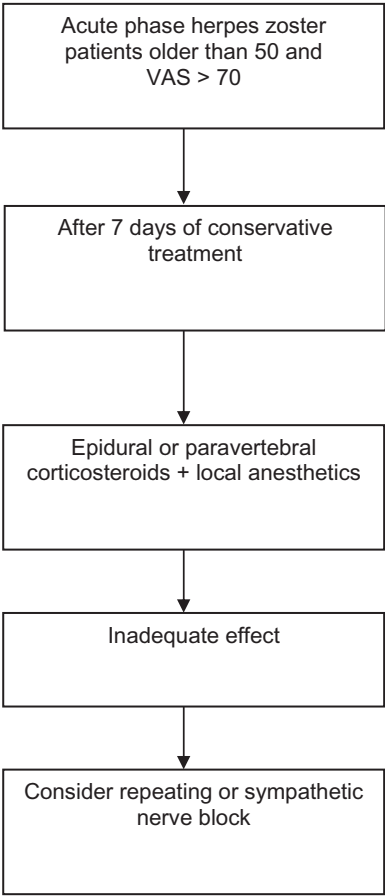 Acute phase herpes zoster
patients older than 50 and
VAS > 70
After 7 days of conservative
treatment
Epidural or paravertebral
corticosteroids + local anesthetics
Inadequate effect
Consider repeating or sympathetic
nerve block